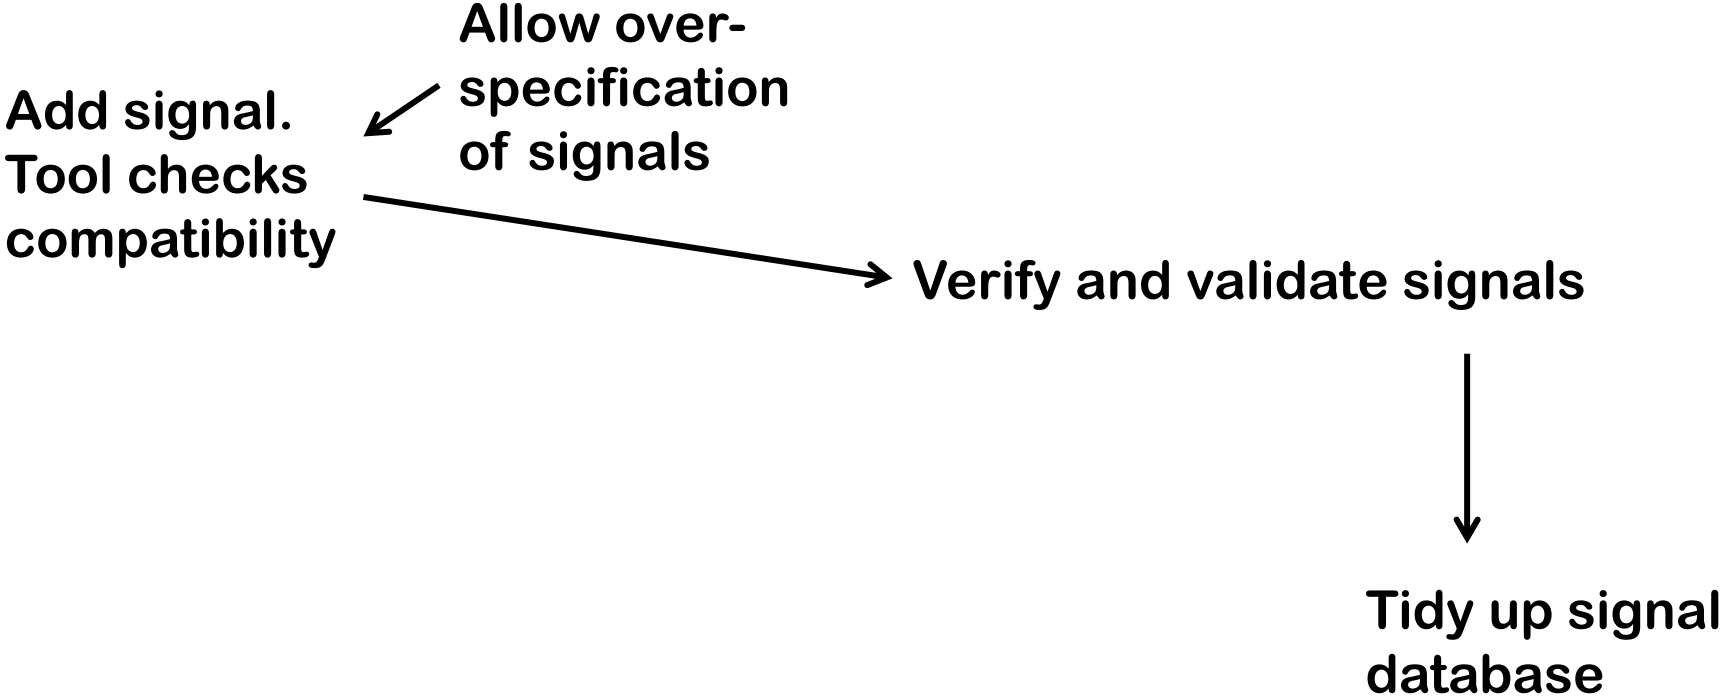 Allow over-
specification
of signals
Add signal.
Tool checks
compatibility
Verify and validate signals
Tidy up signal
database